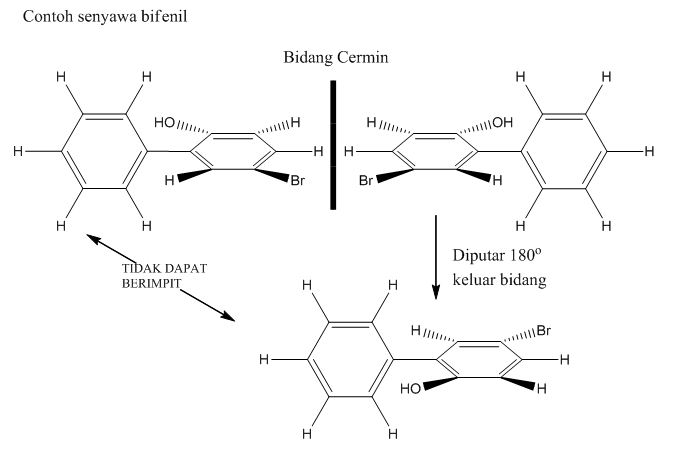 Contoh senyawa bifenil
Bidang Cermin
H H H H
HO H H OH
H H H H
H Br Br H
H H H H
Diputar 180°
keluar bidang
TIDAK DAPAT
BERIMPIT
H H
H Br
H H
HO H
H H